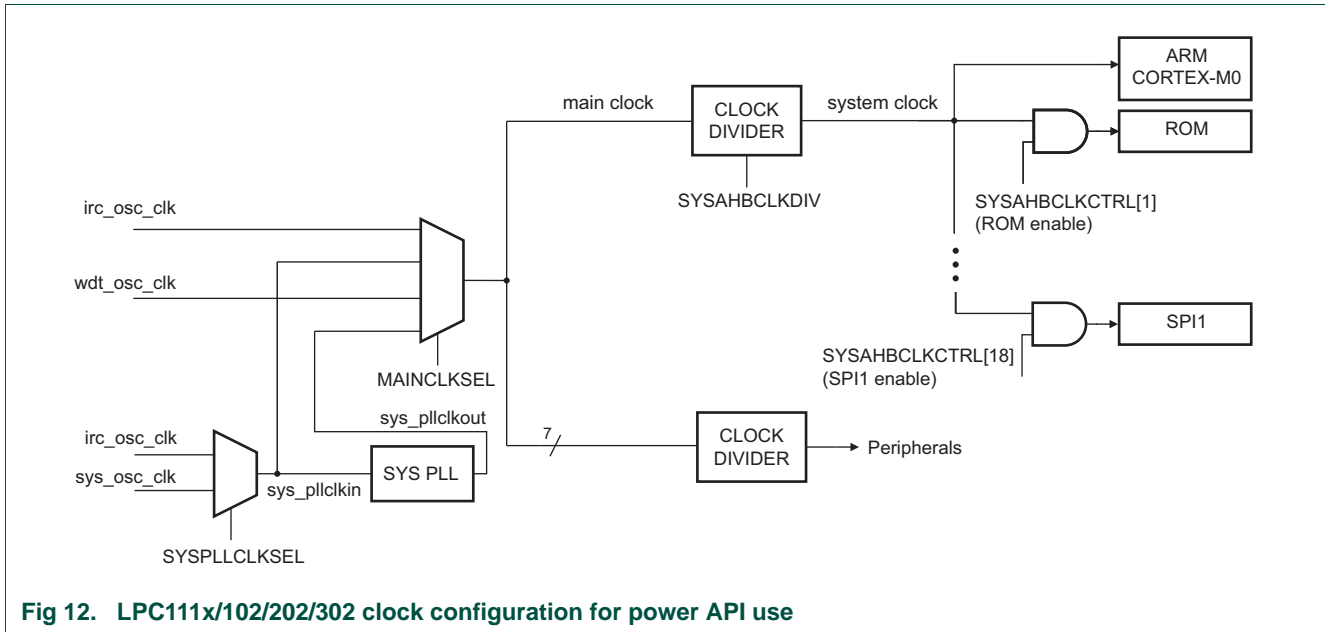 ARM
CORTEX-M0
main clock
CLOCK
DIVIDER
system clock
ROM
SYSAHBCLKDIV
SYSAHBCLKCTRL[1]
(ROM enable)
irc_osc_clk
wdt_osc_clk
SPI1
SYSAHBCLKCTRL[18]
(SPI1 enable)
MAINCLKSEL
sys_pllclkout
7
CLOCK
DIVIDER
Peripherals
irc_osc_clk
sys_osc_clk
SYS PLL
sys_pllclkin
SYSPLLCLKSEL
Fig 12. LPC111x/102/202/302 clock configuration for power API use